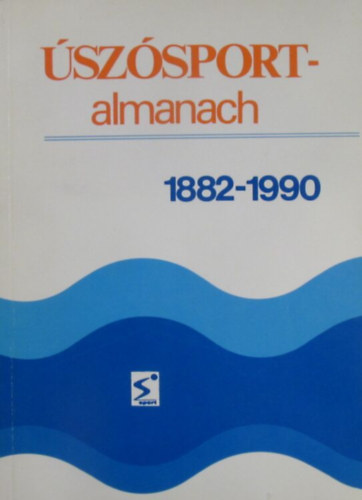 ÚSZÓSPORT-
almanach
1882-1990
S
sport